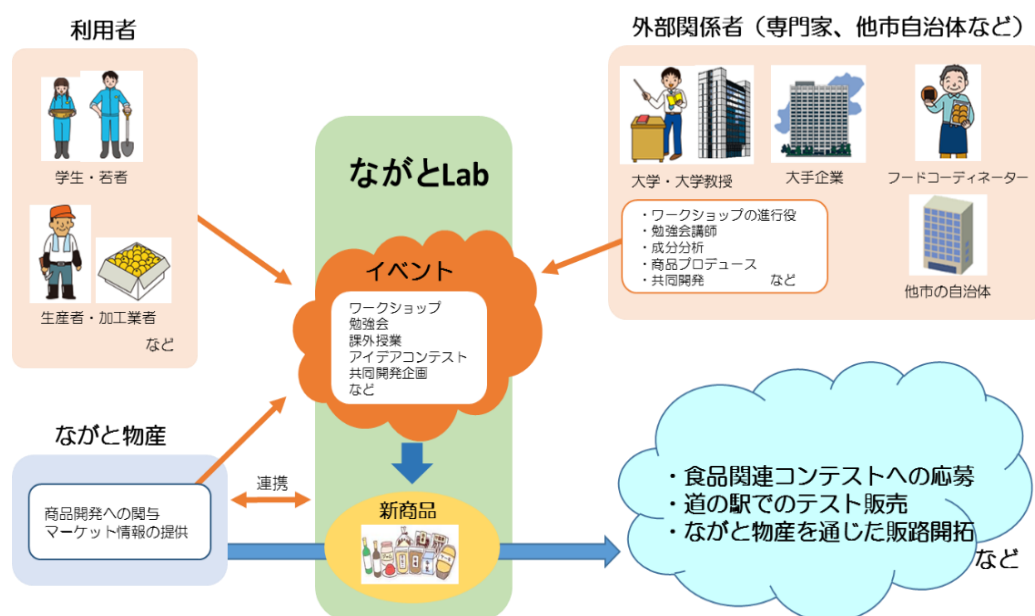 利用者
学生・若者
生産者・加工業者
など
外部関係者（専門家、他市自治体など）
大学・大学教授
大手企業
フードコーディネーター
・ワークショップの進行役
・勉強会講師
・成分分析
・商品プロデュース
・共同開発　など
他市の自治体
ながとLab
イベント
ワークショップ
勉強会
課外授業
アイデアコンテスト
共同開発企画
など
ながと物産
商品開発への関与
マーケット情報の提供
連携
新商品
・食品関連コンテストへの応募
・道の駅でのテスト販売
・ながと物産を通じた販路開拓
など